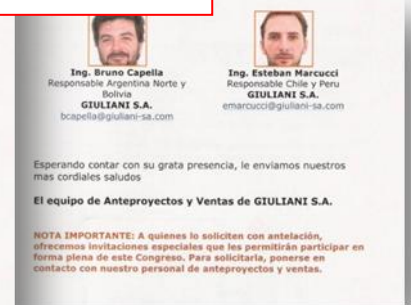 Ing. Bruno Capella
Responsable Argentina Norte y
Bolivia
GIULIANI S.A.
bcapella@giuliani-sa.com
Ing. Esteban Marcucci
Responsable Chile y Peru
GIULIANI S.A.
emarcucci@giuliani-sa.com
Esperando contar con su grata presencia, le enviamos nuestros
mas cordiales saludos
El equipo de Anteproyectos y Ventas de GIULIANI S.A.
NOTA IMPORTANTE: A quienes lo soliciten con antelación,
ofrecemos invitaciones especiales que les permitirán participar en
forma plena de este Congreso. Para solicitarla, ponerse en
contacto con nuestro personal de anteproyectos y ventas.